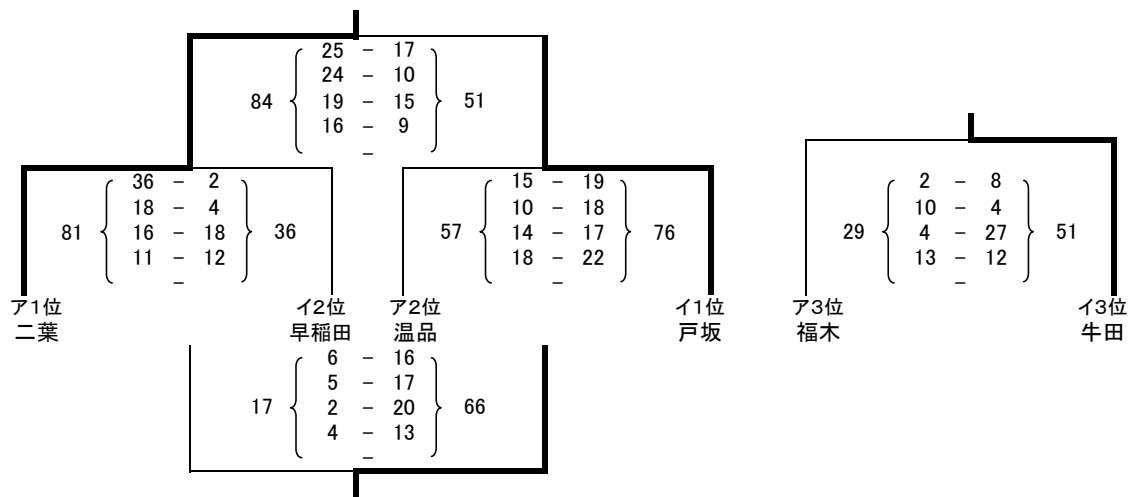 25 － 17
24 － 10
84 19 － 15 51
16 － 9
－
36 － 2
18 － 4
81 16 － 18 36
11 － 12
－
15 － 19
10 － 18
57 14 － 17 76
18 － 22
－
2 － 8
10 － 4
29 4 － 27 51
13 － 12
－
ア1位 イ2位 ア2位 イ1位 ア3位 イ3位
二葉 早稲田 温品 戸坂 福木 牛田
6 － 16
5 － 17
17 2 － 20 66
4 － 13
－